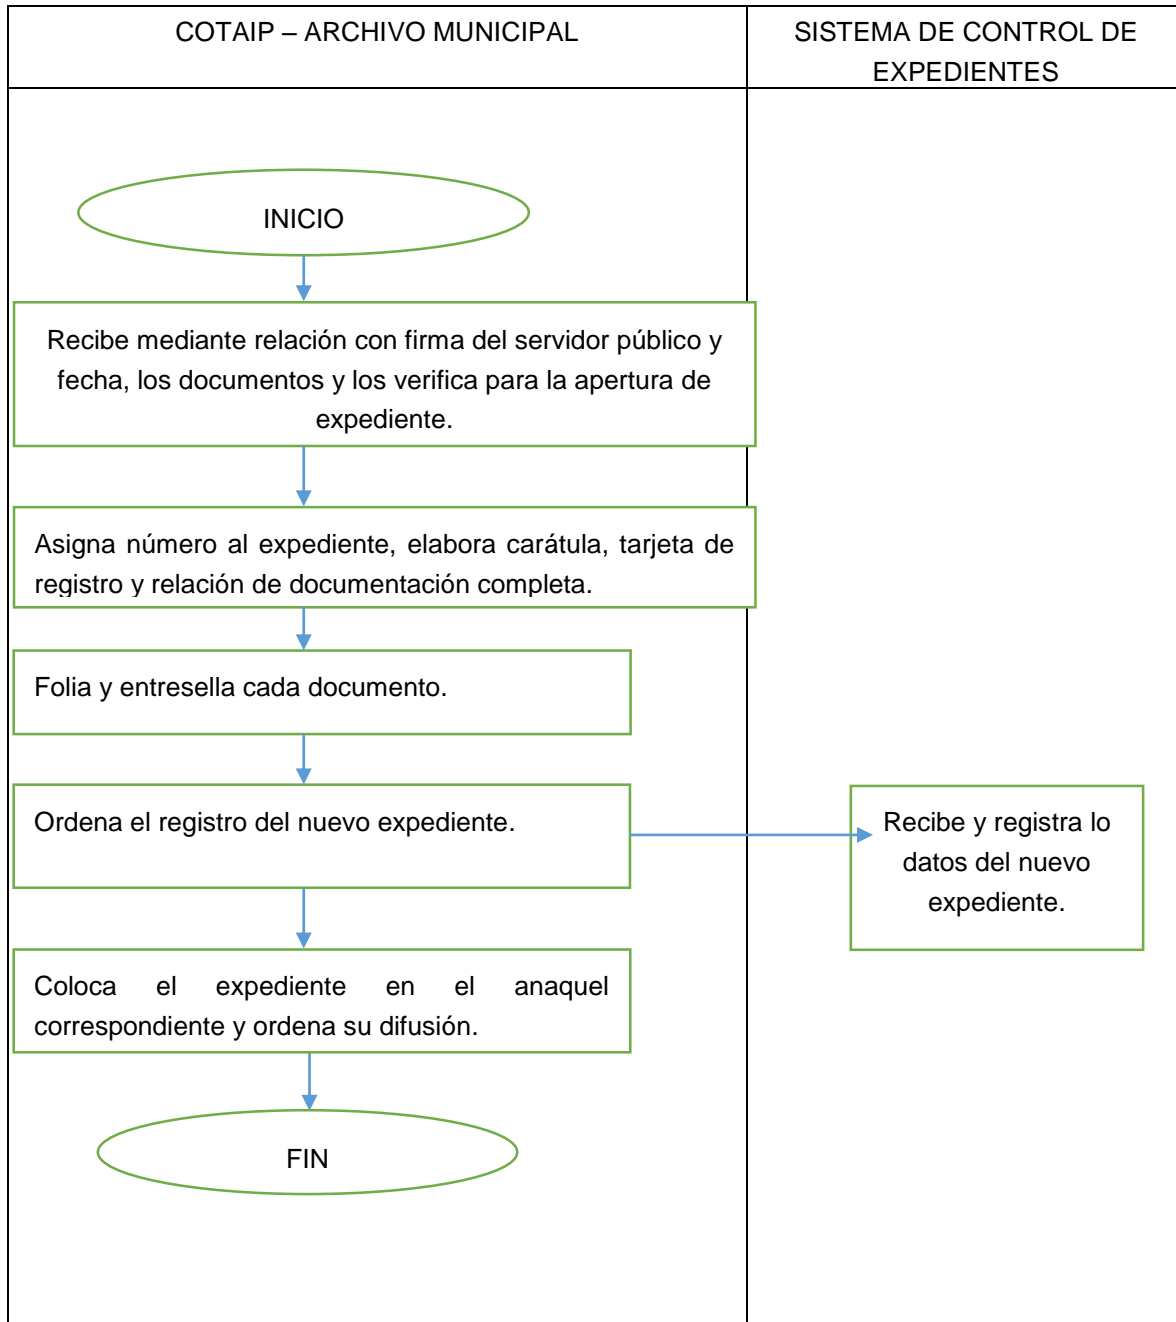 COTAIP – ARCHIVO MUNICIPAL
SISTEMA DE CONTROL DE
EXPEDIENTES
INICIO
Recibe mediante relación con firma del servidor público y
fecha, los documentos y los verifica para la apertura de
expediente.
Asigna número al expediente, elabora carátula, tarjeta de
registro y relación de documentación completa.
Folia y entresella cada documento.
Ordena el registro del nuevo expediente.
Recibe y registra lo
datos del nuevo
expediente.
Coloca el expediente en el anaquel
correspondiente y ordena su difusión.
FIN